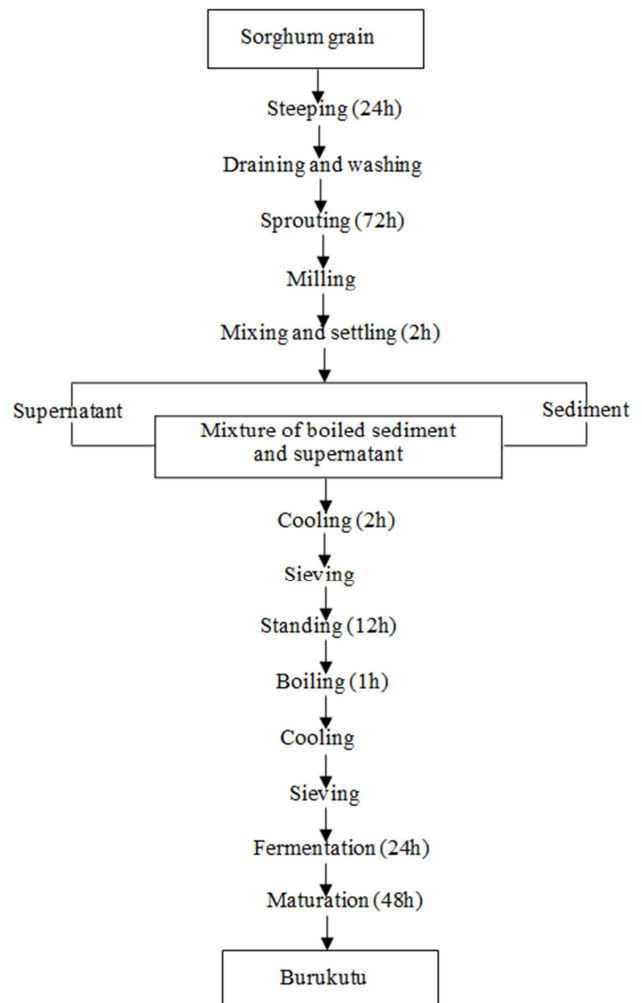 Sorghum grain
Steeping (24h)
Draining and washing
Sprouting (72h)
Milling
Mixing and settling (2h)
Supernatant
Sediment
Mixture of boiled sediment
and supernatant
Cooling (2h)
Sieving
Standing (12h)
Boiling (1h)
Cooling
Sieving
Fermentation (24h)
Maturation (48h)
Burukutu